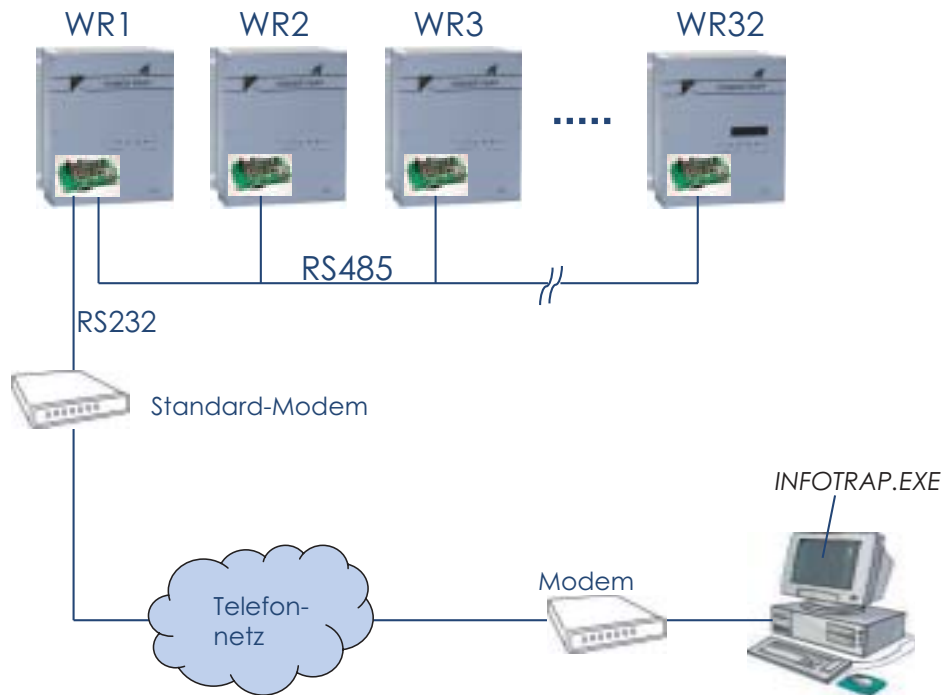 WR1 WR2 WR3 WR32
.....
RS485
RS232
Standard-Modem
INFOTRAP.EXE
Modem
Telefon-
netz